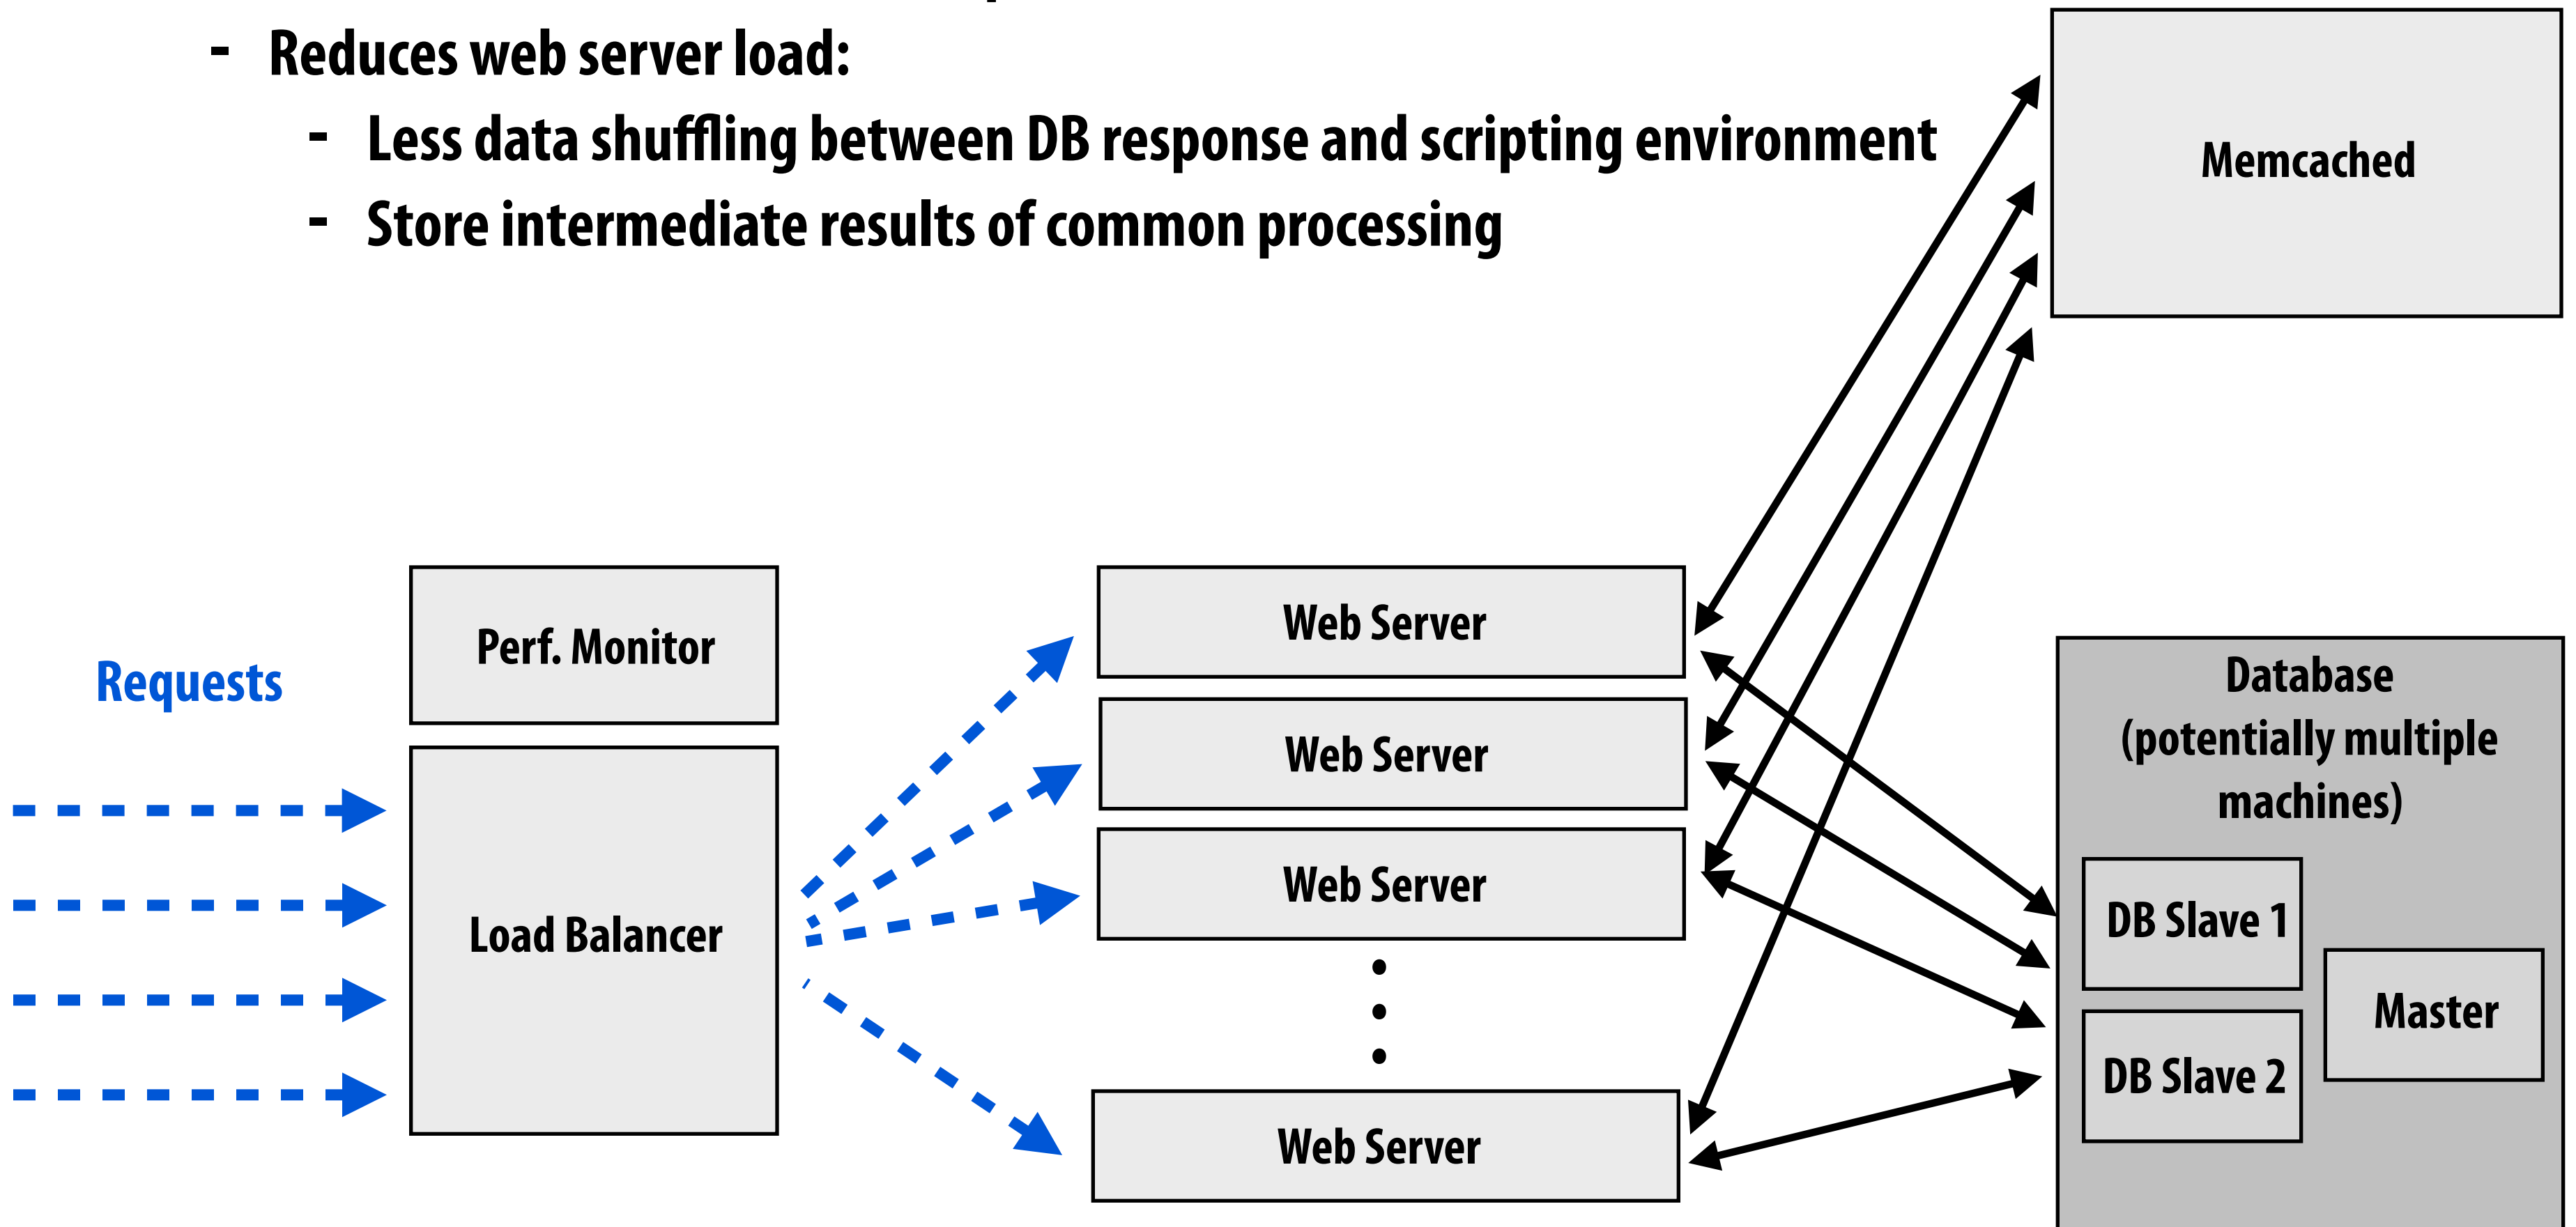 - Reduces web server load:
- Less data shuffling between DB response and scripting environment
- Store intermediate results of common processing
Memcached
Requests
Perf. Monitor
Load Balancer
Web Server
Web Server
Web Server
Web Server
Database
(potentially multiple
machines)
DB Slave 1
Master
DB Slave 2